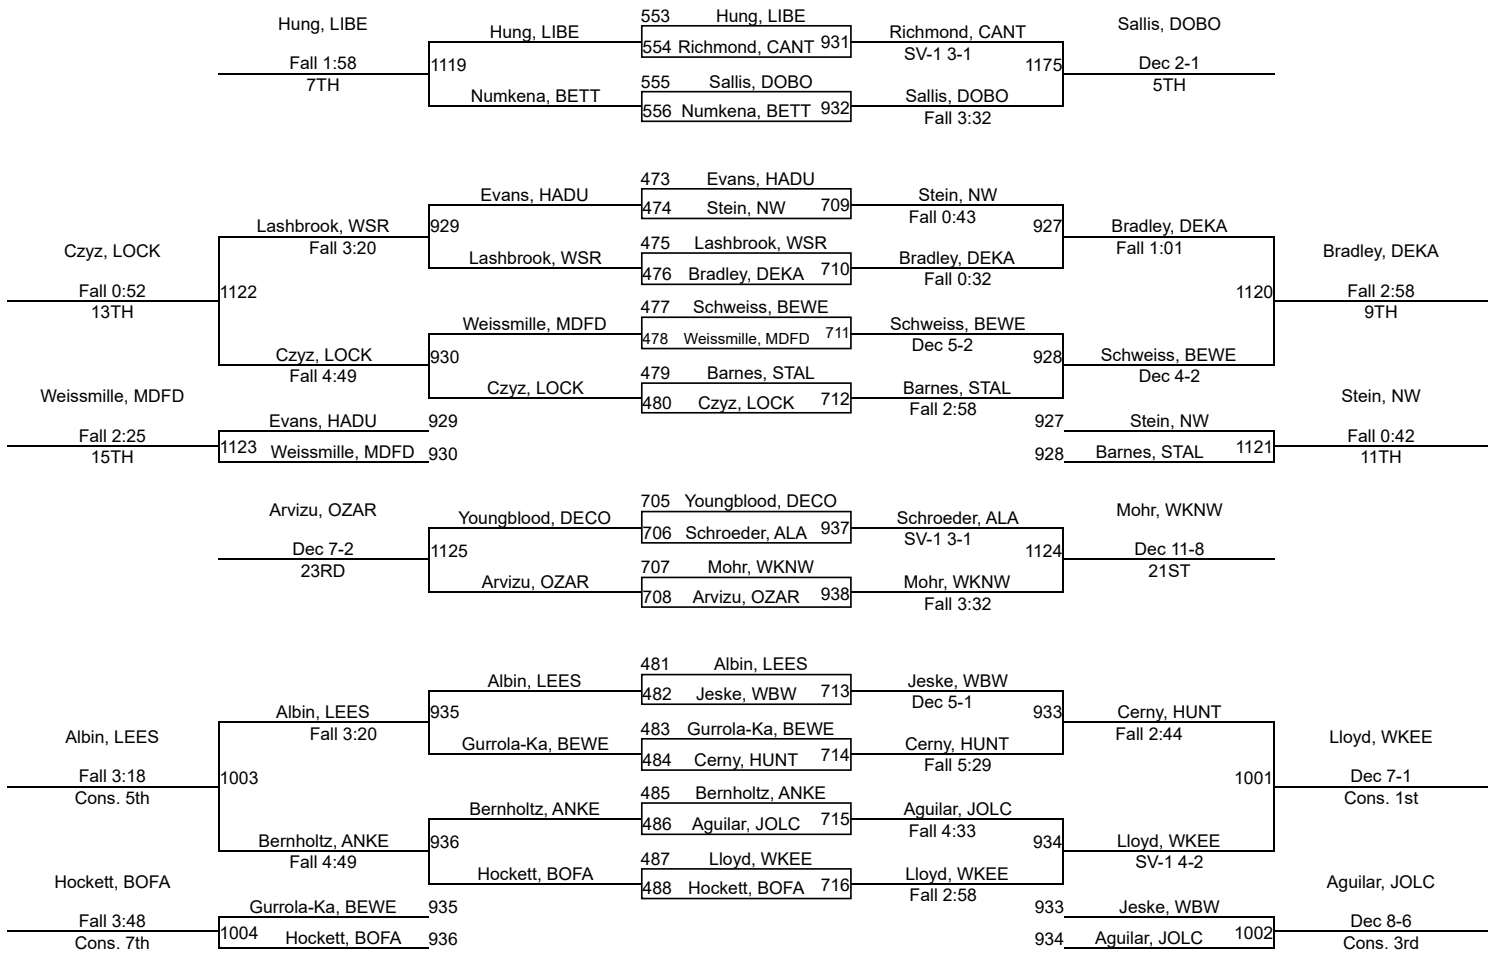 553 Hung, LIBE
Hung, LIBE
Sallis, DOBO
Hung, LIBE
Richmond, CANT
554 Richmond, CANT 931
SV-1 3-1
Fall 1:58
1119
1175
Dec 2-1
7TH
5TH
555 Sallis, DOBO
Numkena, BETT
Sallis, DOBO
556 Numkena, BETT 932
Fall 3:32
473 Evans, HADU
Evans, HADU
Stein, NW
474 Stein, NW 709
Fall 0:43
Lashbrook, WSR
929
927
Bradley, DEKA
Fall 3:20
Fall 1:01
475 Lashbrook, WSR
Czyz, LOCK
Bradley, DEKA
Lashbrook, WSR
Bradley, DEKA
476 Bradley, DEKA 710
Fall 0:32
Fall 0:52
1122
1120
Fall 2:58
13TH
9TH
477 Schweiss, BEWE
Weissmille, MDFD
Schweiss, BEWE
478 Weissmille, MDFD 711
Dec 5-2
Czyz, LOCK
930
928
Schweiss, BEWE
Fall 4:49
Dec 4-2
479 Barnes, STAL
Czyz, LOCK
Barnes, STAL
480 Czyz, LOCK 712
Fall 2:58
Weissmille, MDFD
Stein, NW
Evans, HADU 929
927 Stein, NW
Fall 2:25
1123
1121
Fall 0:42
Weissmille, MDFD 930
928 Barnes, STAL
15TH
11TH
705 Youngblood, DECO
Arvizu, OZAR
Mohr, WKNW
Youngblood, DECO
Schroeder, ALA
706 Schroeder, ALA 937
SV-1 3-1
Dec 7-2
1125
1124
Dec 11-8
23RD
21ST
707 Mohr, WKNW
Arvizu, OZAR
Mohr, WKNW
708 Arvizu, OZAR 938
Fall 3:32
481 Albin, LEES
Albin, LEES
Jeske, WBW
482 Jeske, WBW 713
Dec 5-1
Albin, LEES
935
933
Cerny, HUNT
Fall 3:20
Fall 2:44
483 Gurrola-Ka, BEWE
Albin, LEES
Lloyd, WKEE
Gurrola-Ka, BEWE
Cerny, HUNT
484 Cerny, HUNT 714
Fall 5:29
Fall 3:18
1003
1001
Dec 7-1
Cons. 5th
Cons. 1st
485 Bernholtz, ANKE
Bernholtz, ANKE
Aguilar, JOLC
486 Aguilar, JOLC 715
Fall 4:33
Bernholtz, ANKE
936
934
Lloyd, WKEE
Fall 4:49
SV-1 4-2
487 Lloyd, WKEE
Hockett, BOFA
Lloyd, WKEE
488 Hockett, BOFA 716
Fall 2:58
Hockett, BOFA
Aguilar, JOLC
Gurrola-Ka, BEWE 935
933 Jeske, WBW
Fall 3:48
1004
1002
Dec 8-6
Hockett, BOFA 936
934 Aguilar, JOLC
Cons. 7th
Cons. 3rd